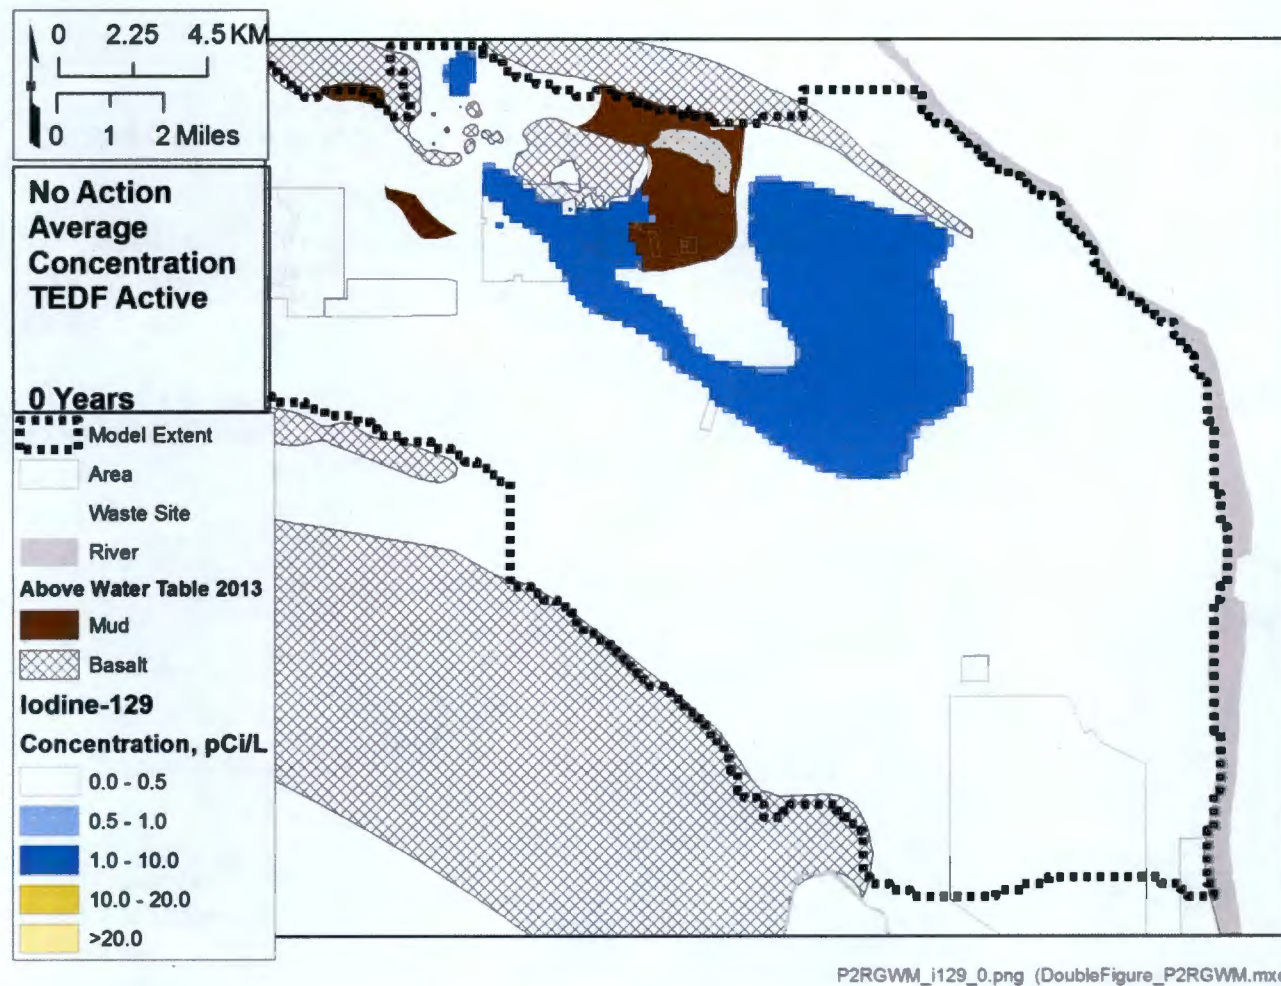 0 2.25 4.5 KM
0 1 2 Miles
No Action
Average
Concentration
TEDF Active
0 Years
Model Extent
Area
Waste Site
River
Above Water Table 2013
Mud
Basalt
Iodine-129
Concentration, pCi/L
0.0 - 0.5
0.5 - 1.0
1.0 - 10.0
10.0 - 20.0
>20.0
P2RGWM_i129_0.png (DoubleFigure_P2RGWM.mxd